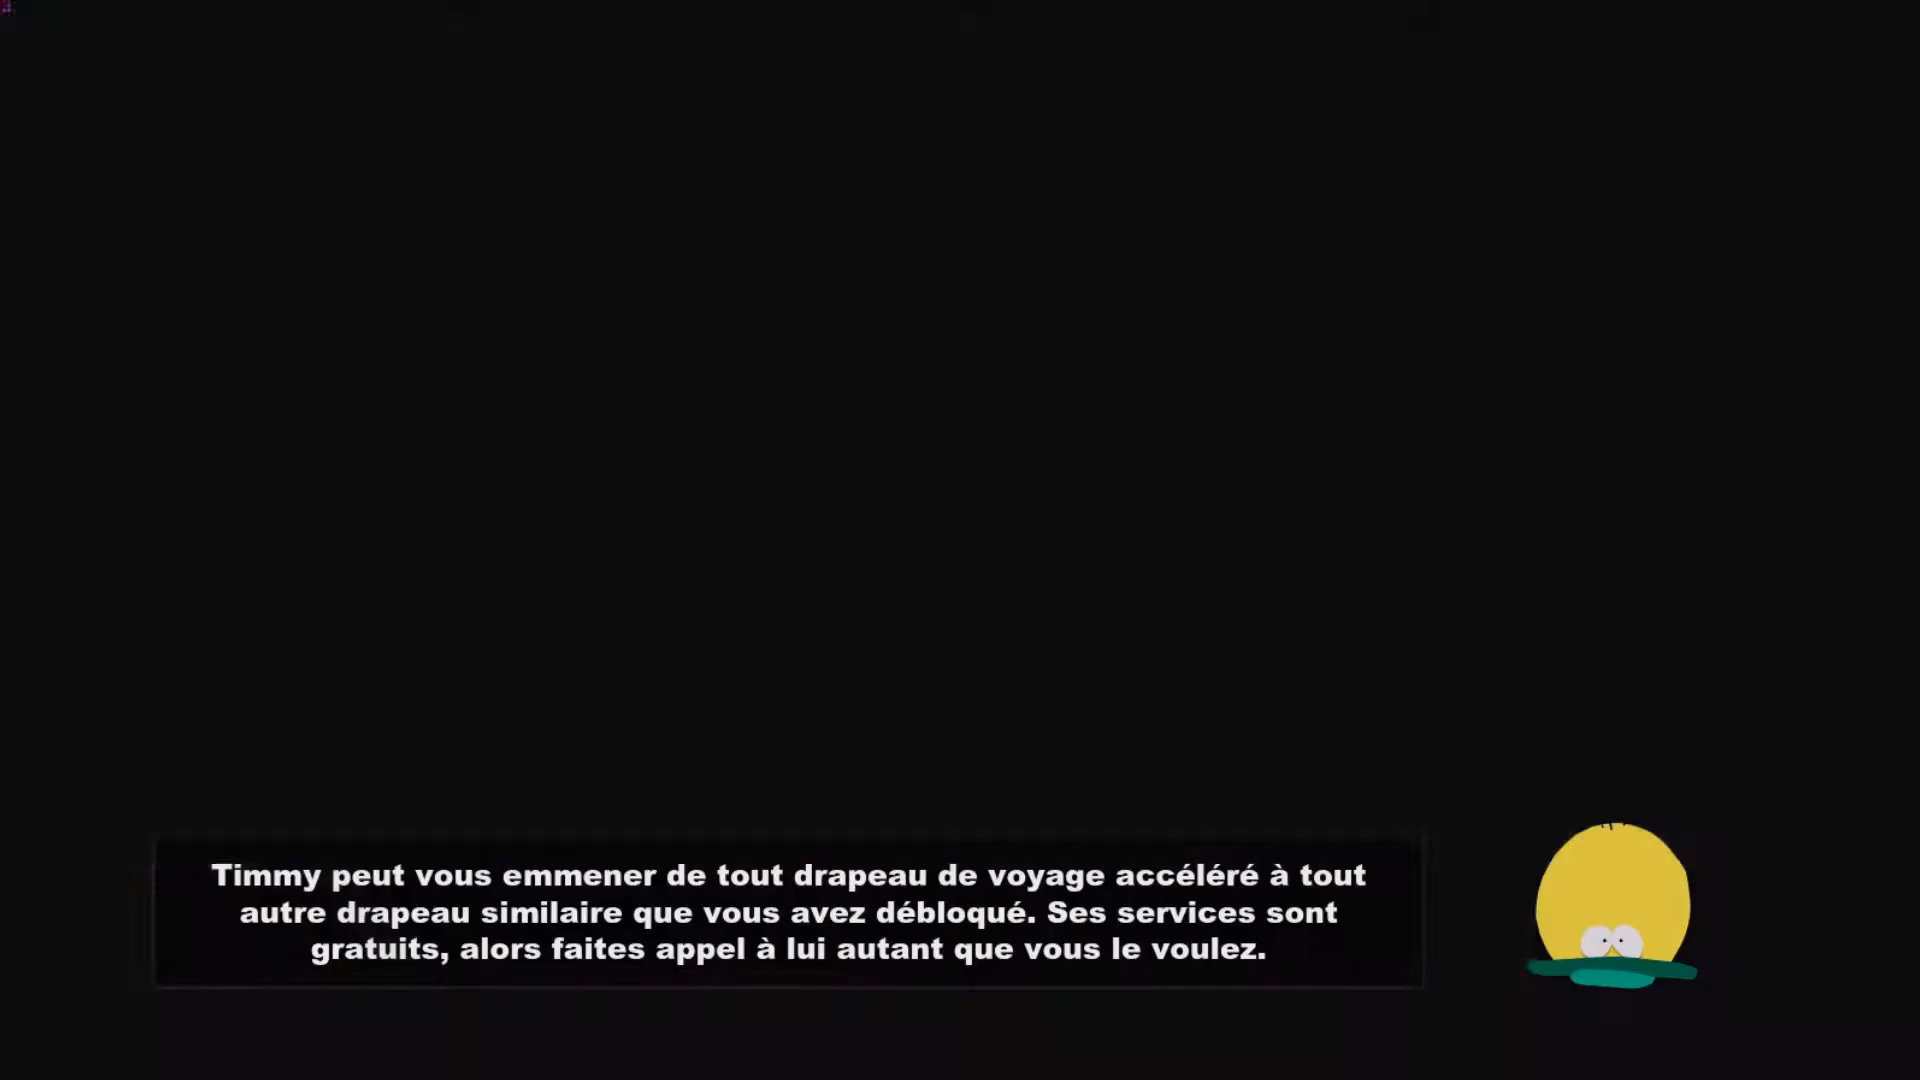 Timmy peut vous emmener de tout drapeau de voyage accéléré à tout
autre drapeau similaire que vous avez débloqué. Ses services sont
gratuits, alors faites appel à lui autant que vous le voulez.